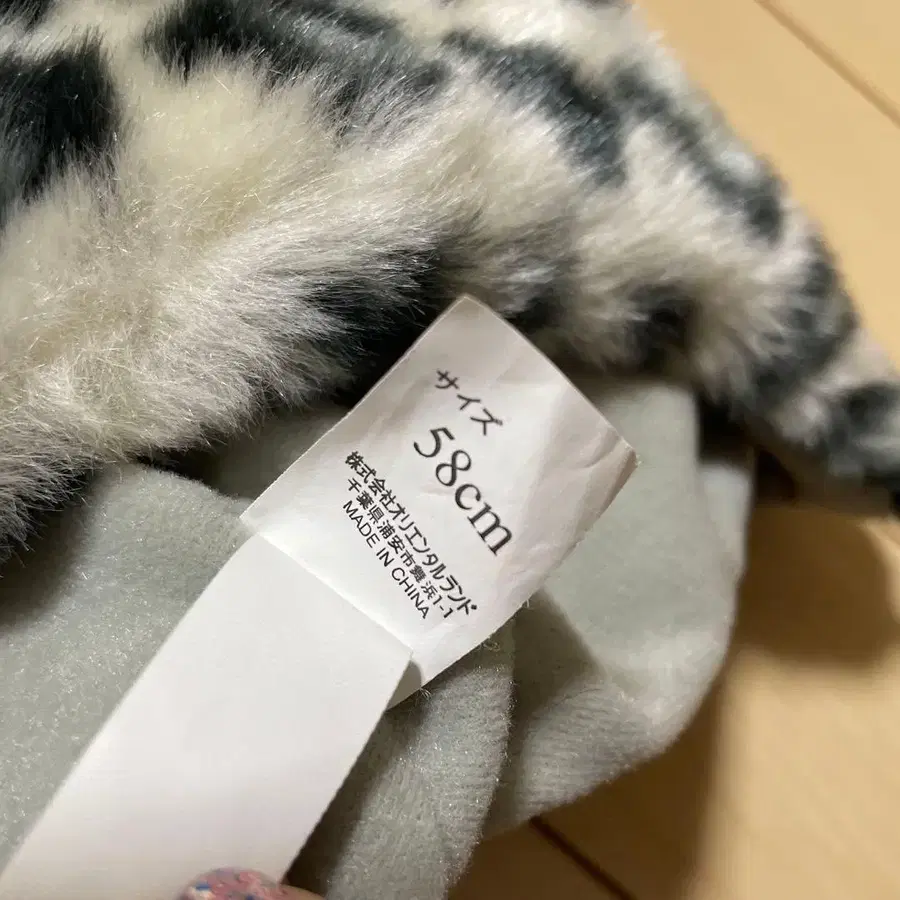 サイズ
58cm
株式会社オリエンタルランド
千葉県浦安市舞浜1-1
MADE IN CHINA